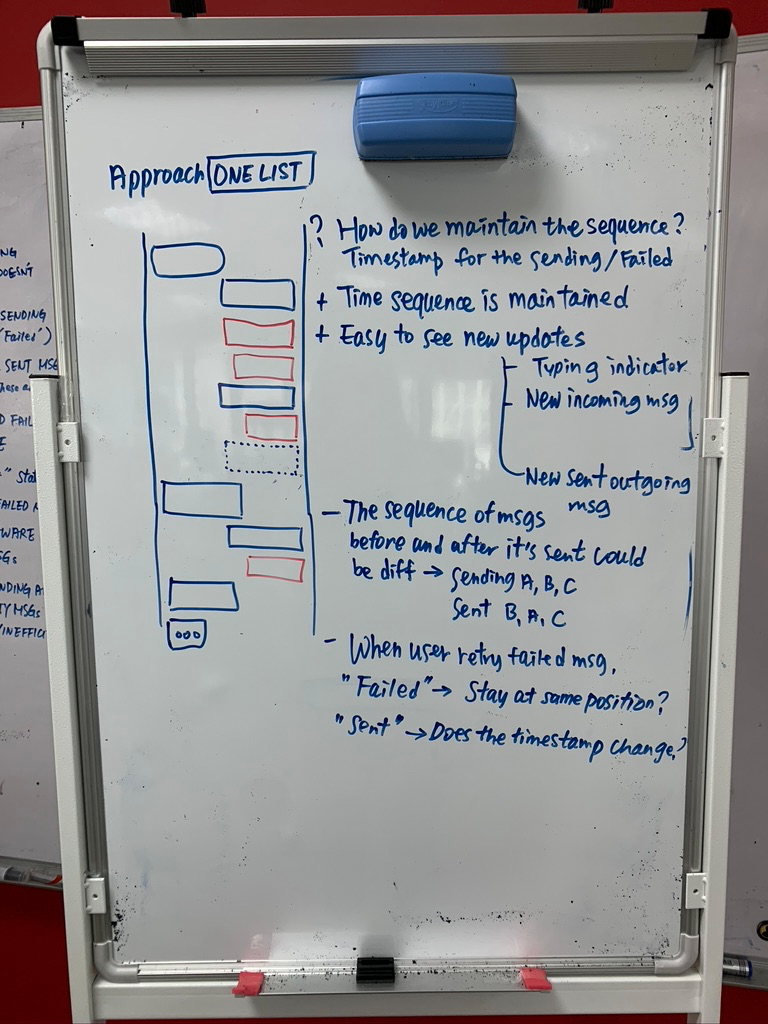 Approach ONE LIST
? How do we maintain the sequence?
Timestamp for the sending/Failed
+ Time sequence is maintained
+ Easy to see new updates
- Typing indicator
- New incoming msg
- New sent outgoing
msg
- The sequence of msgs
before and after it's sent could
be diff → sending A, B, C
Sent B, A, C
- When user retry failed msg,
"Failed" → Stay at same position?
"Sent" → Does the timestamp change?
NG
DOESN'T
SENDING
"Failed")
SENT MSG
These
FAIL
E
"
FAILED
WARE
GS
NDING A
TY MSGs